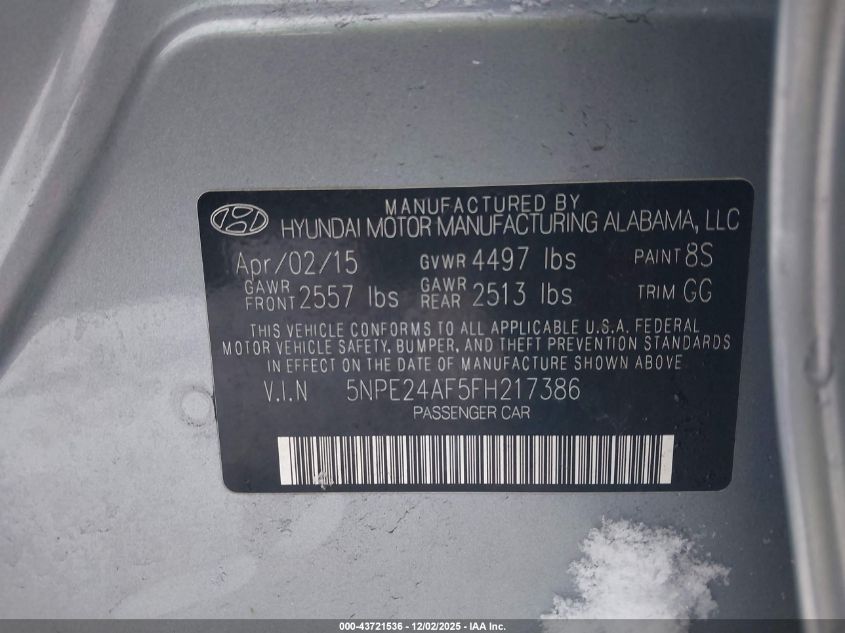 MANUFACTURED BY
HYUNDAI MOTOR MANUFACTURING ALABAMA, LLC
Apr/02/15 GVWR 4497 lbs PAINT 8S
GAWR FRONT 2557 lbs GAWR REAR 2513 lbs TRIM GG
THIS VEHICLE CONFORMS TO ALL APPLICABLE U.S.A. FEDERAL
MOTOR VEHICLE SAFETY, BUMPER, AND THEFT PREVENTION STANDARDS
IN EFFECT ON THE DATE OF MANUFACTURE SHOWN ABOVE
V.I.N 5NPE24AF5FH217386
PASSENGER CAR
000-43721536 - 12/02/2025 - IAA Inc.